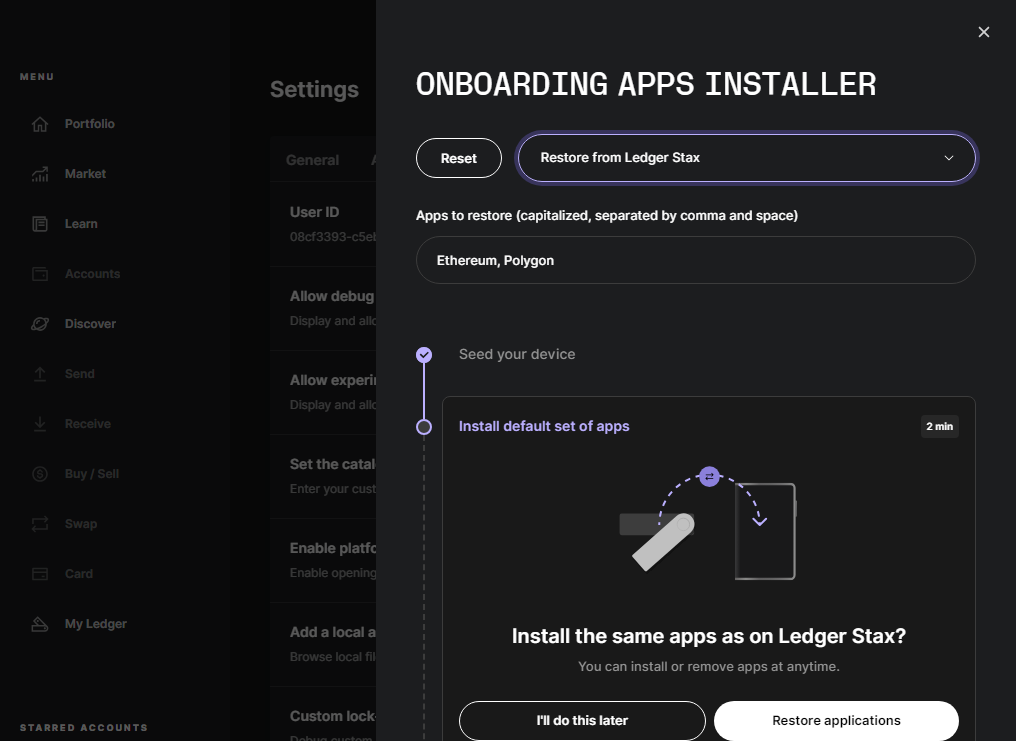 MENU
Portfolio
Market
Learn
Accounts
Discover
Send
Receive
Buy / Sell
Swap
Card
My Ledger
STARRED ACCOUNTS
Settings
General
User ID
08cf3393-c5eb
Allow debug
Display and allo
Allow experi
Display and allo
Set the catal
Enter your cust
Enable platfo
Enable opening
Add a local a
Browse local
Custom lock-
Debug custom
ONBOARDING APPS INSTALLER
Reset
Restore from Ledger Stax
Apps to restore (capitalized, separated by comma and space)
Ethereum, Polygon
Seed your device
Install default set of apps
2 min
Install the same apps as on Ledger Stax?
You can install or remove apps at anytime.
I'll do this later
Restore applications